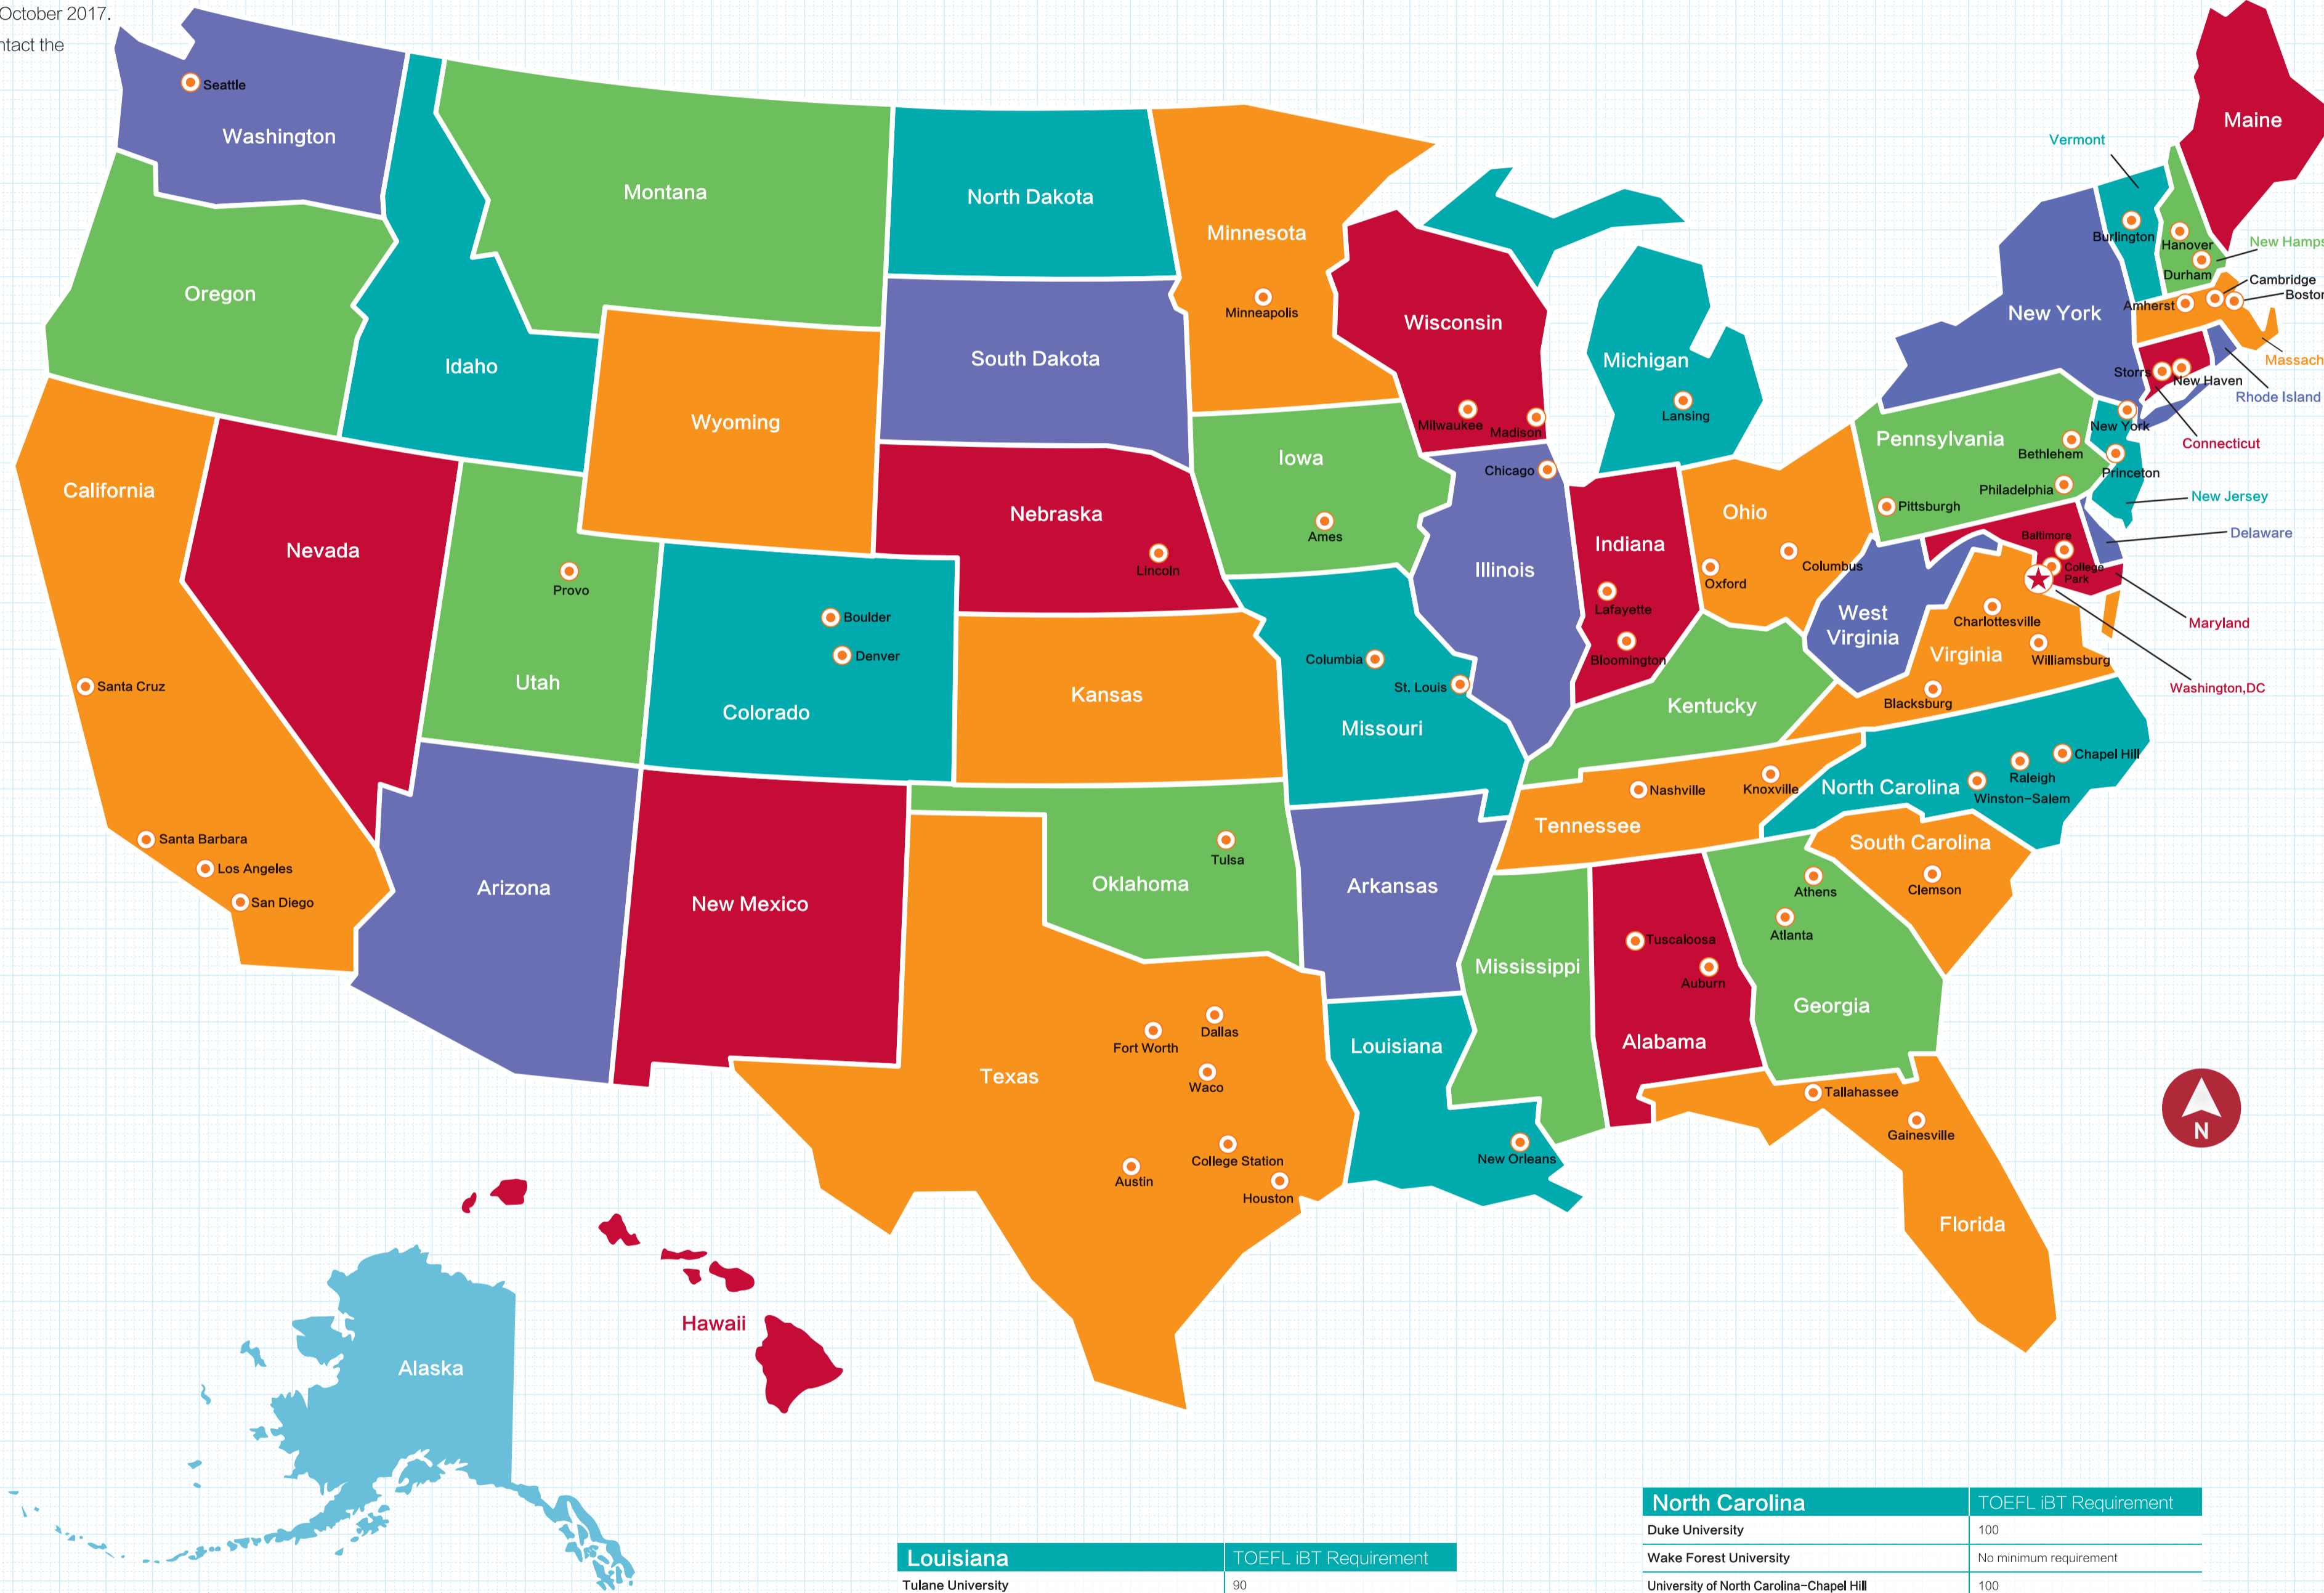 October 2017.
ntact the
Seattle
Washington
Maine
Vermont
Montana
North Dakota
Minnesota
Burlington
Hanover
New Hamps
Durham
Oregon
Minneapolis
Cambridge
Boston
Amherst
New York
Wisconsin
Michigan
Idaho
South Dakota
Massach
Storrs
New Haven
Rhode Island
Lansing
Wyoming
Milwaukee
Madison
New York
Pennsylvania
Connecticut
Bethlehem
Iowa
Chicago
Princeton
California
Philadelphia
New Jersey
Pittsburgh
Nebraska
Ohio
Ames
Delaware
Baltimore
Nevada
Indiana
Lincoln
Illinois
Columbus
College
Park
Oxford
Provo
Lafayette
West
Virginia
Charlottesville
Maryland
Boulder
Denver
Columbia
Bloomington
Virginia
Williamsburg
Utah
Santa Cruz
St. Louis
Washington,DC
Kansas
Blacksburg
Kentucky
Colorado
Missouri
Chapel Hill
Raleigh
Nashville
Knoxville
North Carolina
Winston-Salem
Tennessee
Santa Barbara
South Carolina
Tulsa
Los Angeles
Oklahoma
Arkansas
Arizona
Athens
Clemson
San Diego
New Mexico
Atlanta
Tuscaloosa
Mississippi
Auburn
Georgia
Dallas
Fort Worth
Louisiana
Alabama
Texas
Waco
Tallahassee
N
Gainesville
College Station
New Orleans
Austin
Houston
Florida
Hawaii
Alaska
North Carolina TOEFL iBT Requirement
Duke University 100
Wake Forest University No minimum requirement
University of North Carolina-Chapel Hill 100
Louisiana TOEFL iBT Requirement
Tulane University 90